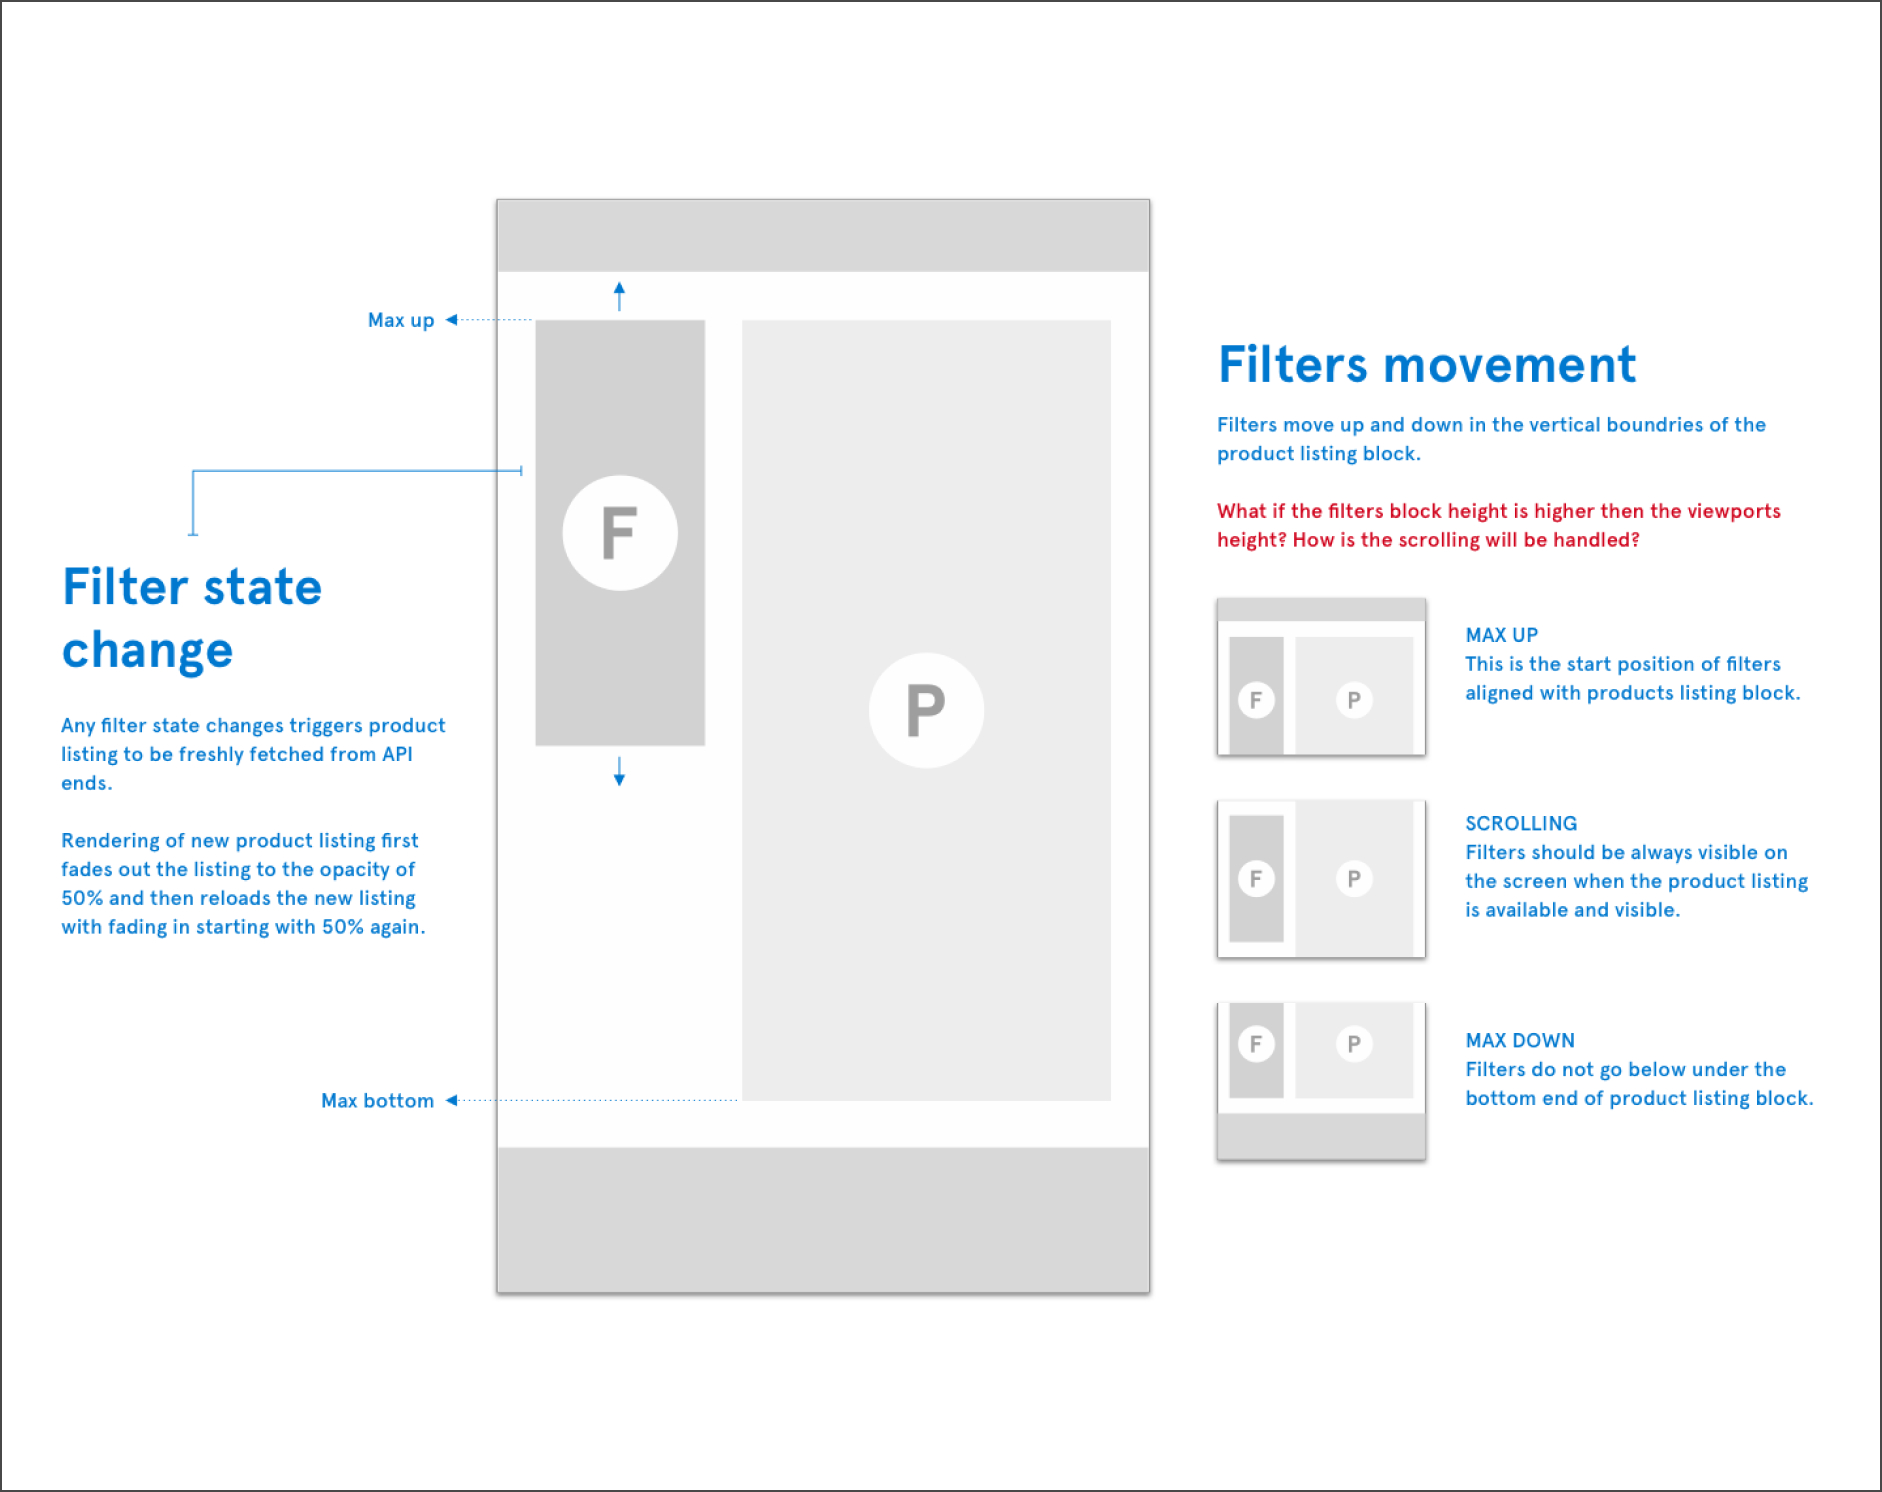 Max up
F
P
Max bottom
Filter state
change
Any filter state changes triggers product
listing to be freshly fetched from API
ends.
Rendering of new product listing first
fades out the listing to the opacity of
50% and then reloads the new listing
with fading in starting with 50% again.
Filters movement
Filters move up and down in the vertical boundries of the
product listing block.
What if the filters block height is higher then the viewports
height? How is the scrolling will be handled?
F
P
MAX UP
This is the start position of filters
aligned with products listing block.
F
P
SCROLLING
Filters should be always visible on
the screen when the product listing
is available and visible.
F
P
MAX DOWN
Filters do not go below under the
bottom end of product listing block.